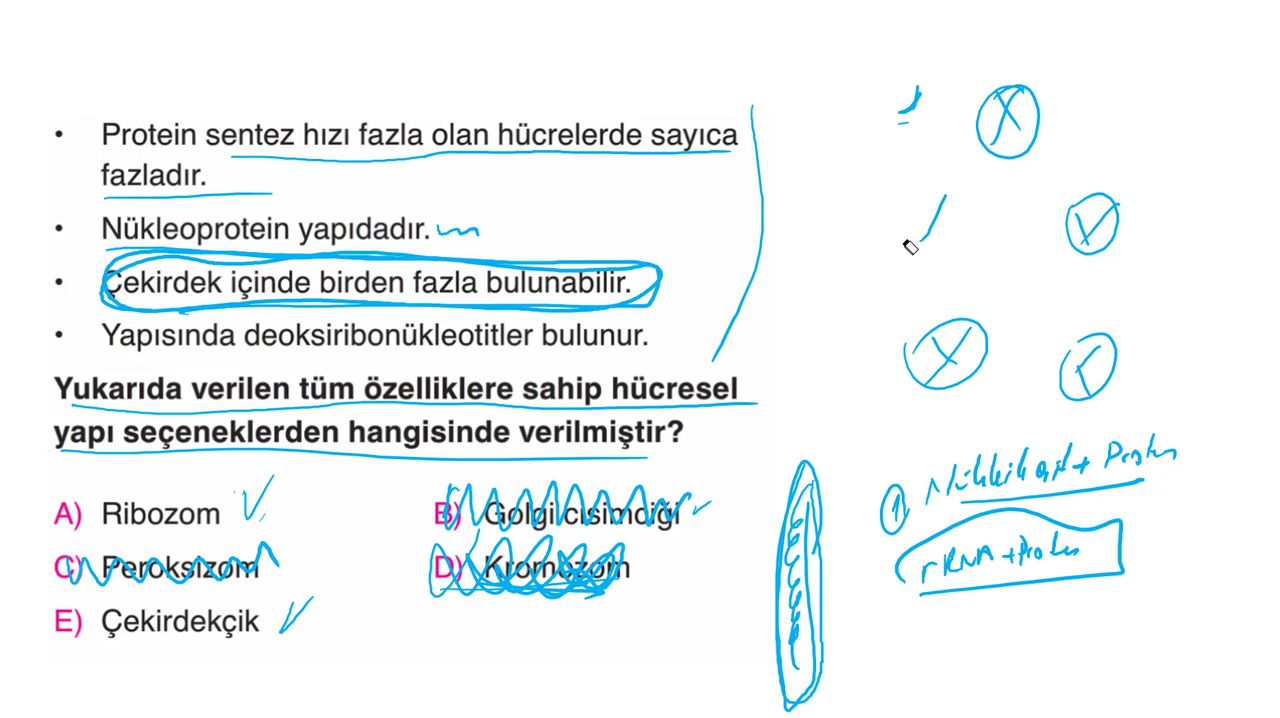 • Protein sentez hızı fazla olan hücrelerde sayıca
fazladır.
• Nükleoprotein yapıdadır.
• Çekirdek içinde birden fazla bulunabilir.
• Yapısında deoksiribonükleotitler bulunur.
Yukarıda verilen tüm özelliklere sahip hücresel
yapı seçeneklerden hangisinde verilmiştir?
A) Ribozom
B) Golgi cisimciği
C) Peroksizom
D) Kromozom
E) Çekirdekçik
rRNA + Protein